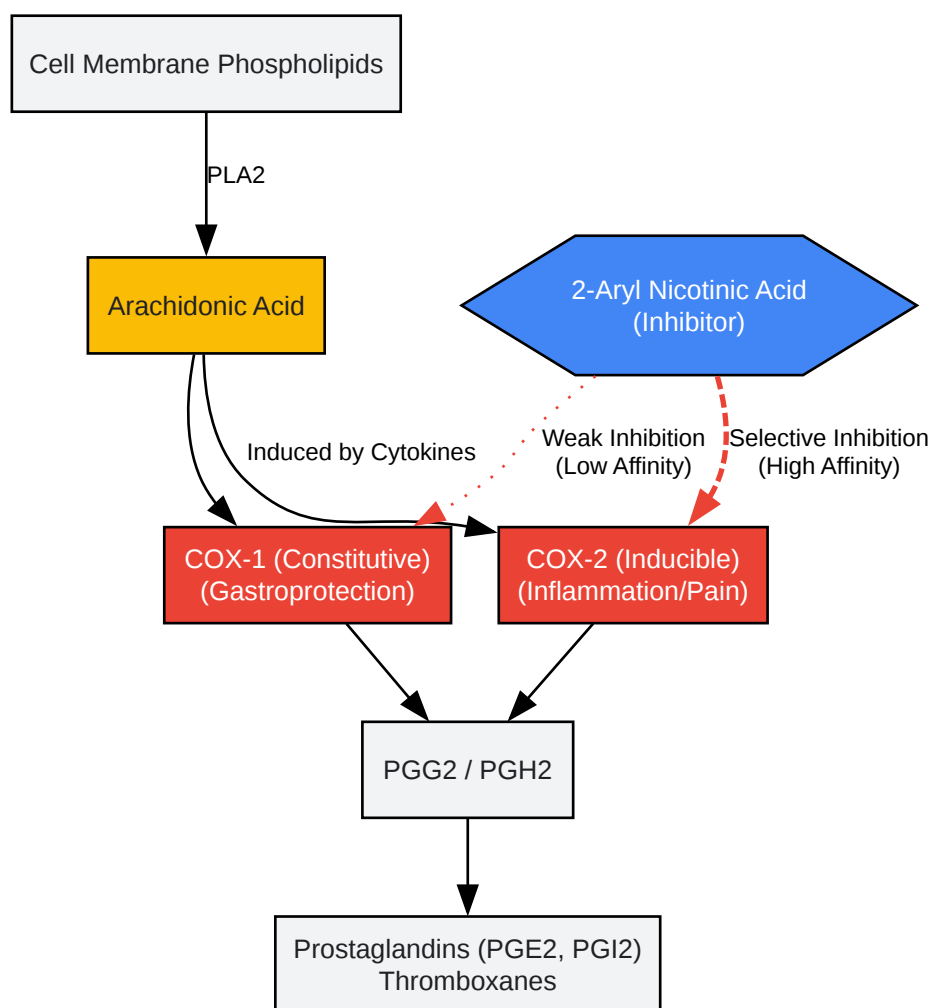 Cell Membrane Phospholipids
PLA2
Arachidonic Acid
2-Aryl Nicotinic Acid
(Inhibitor)
Induced by Cytokines
Weak Inhibition
(Low Affinity)
Selective Inhibition
(High Affinity)
COX-1 (Constitutive)
(Gastroprotection)
COX-2 (Inducible)
(Inflammation/Pain)
PGG2 / PGH2
Prostaglandins (PGE2, PGI2)
Thromboxanes